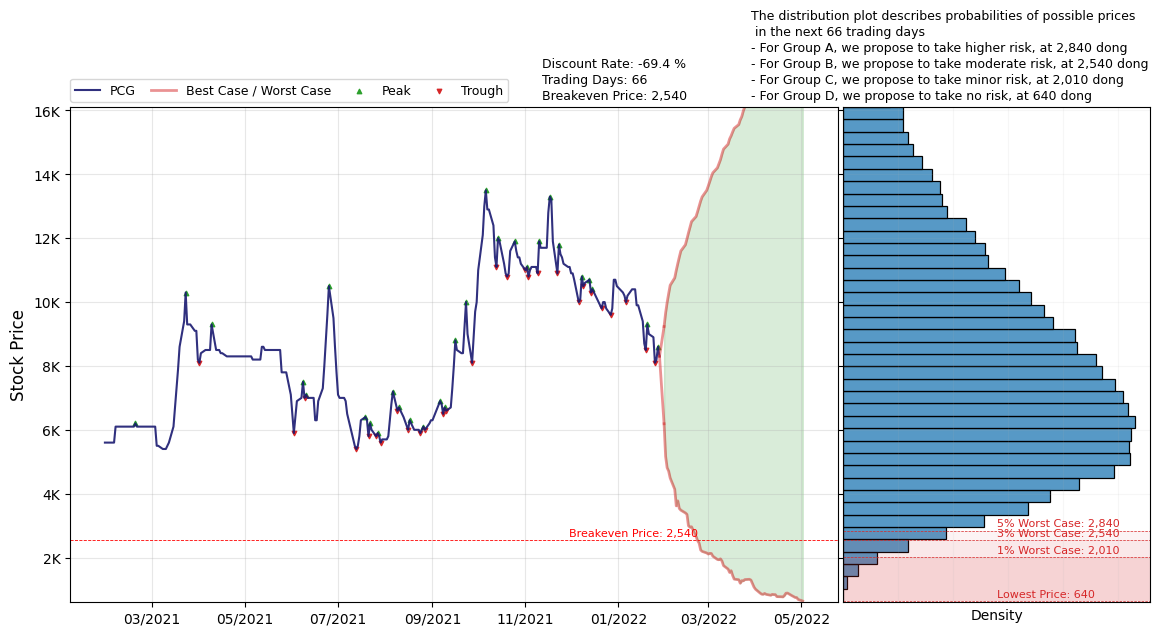 The distribution plot describes probabilities of possible prices
in the next 66 trading days
- For Group A, we propose to take higher risk, at 2,840 dong
- For Group B, we propose to take moderate risk, at 2,540 dong
- For Group C, we propose to take minor risk, at 2,010 dong
- For Group D, we propose to take no risk, at 640 dong
Discount Rate: -69.4 %
Trading Days: 66
Breakeven Price: 2,540
PCG
Best Case / Worst Case
Peak
Trough
Stock Price
16K
14K
12K
10K
8K
6K
4K
2K
Breakeven Price: 2,540
03/2021
05/2021
07/2021
09/2021
11/2021
01/2022
03/2022
05/2022
5% Worst Case: 2,840
3% Worst Case: 2,540
1% Worst Case: 2,010
Lowest Price: 640
Density